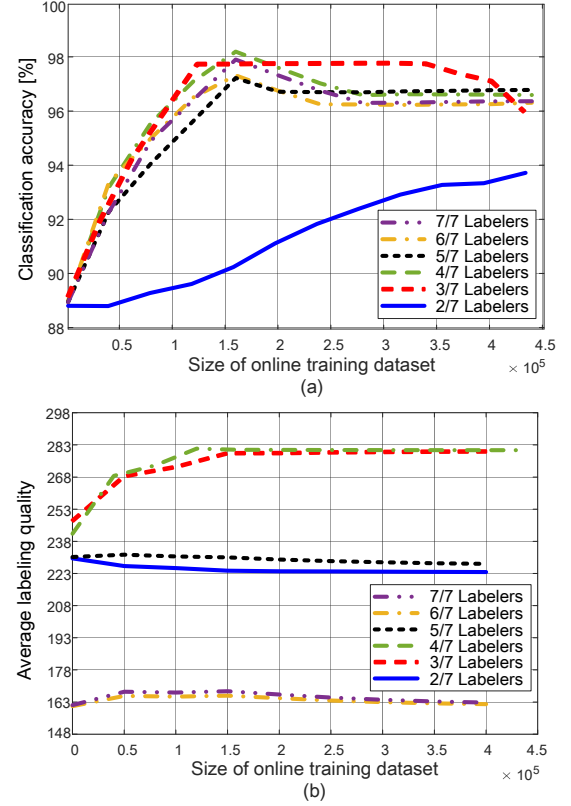 100
98
96
94
92
90
88
Classification accuracy [%]
7/7 Labelers
6/7 Labelers
5/7 Labelers
4/7 Labelers
3/7 Labelers
2/7 Labelers
0.5 1 1.5 2 2.5 3 3.5 4 4.5
Size of online training dataset × 10^5
(a)
298
283
268
253
238
223
208
193
178
163
148
Average labeling quality
7/7 Labelers
6/7 Labelers
5/7 Labelers
4/7 Labelers
3/7 Labelers
2/7 Labelers
0 0.5 1 1.5 2 2.5 3 3.5 4 4.5
Size of online training dataset × 10^5
(b)